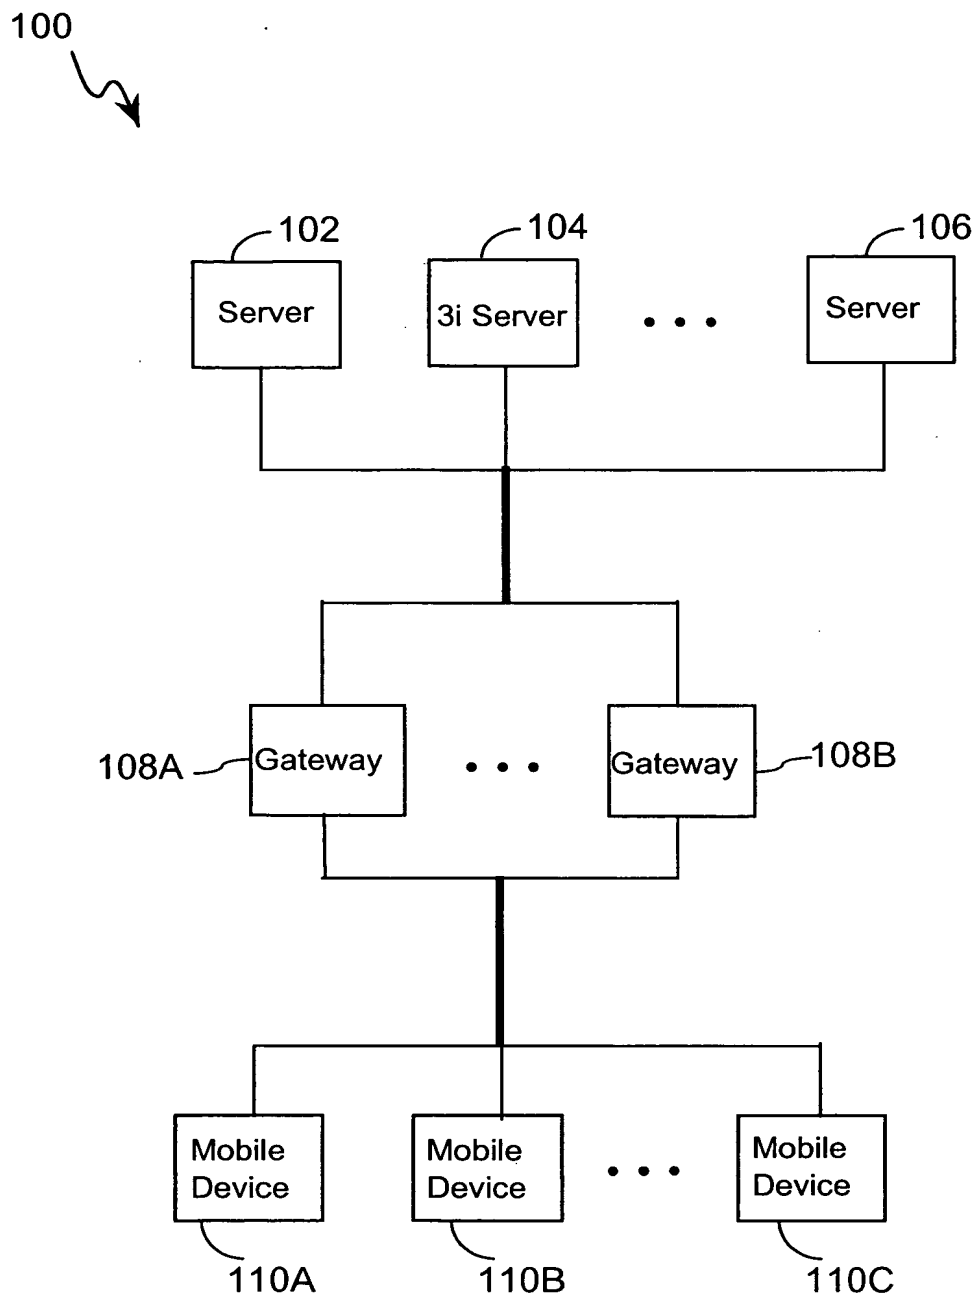 100
102
104
106
Server
3i Server
Server
108A
Gateway
Gateway
108B
Mobile
Device
Mobile
Device
Mobile
Device
110A
110B
110C